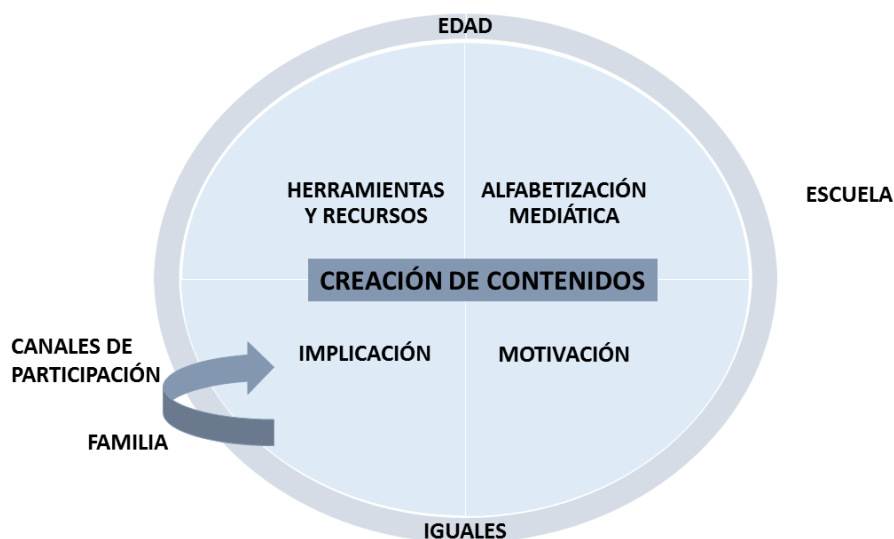 EDAD
HERRAMIENTAS
Y RECURSOS
ALFABETIZACIÓN
MEDIÁTICA
ESCUELA
CREACIÓN DE CONTENIDOS
CANALES DE
PARTICIPACIÓN
IMPLICACIÓN
MOTIVACIÓN
FAMILIA
IGUALES